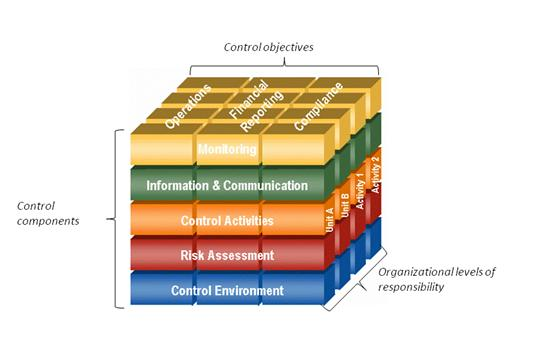 Control objectives
Operations
Financial
Reporting
Compliance
Monitoring
Information & Communication
Control Activities
Risk Assessment
Control Environment
Unit A
Unit B
Activity 1
Activity 2
Control
components
Organizational levels of
responsibility